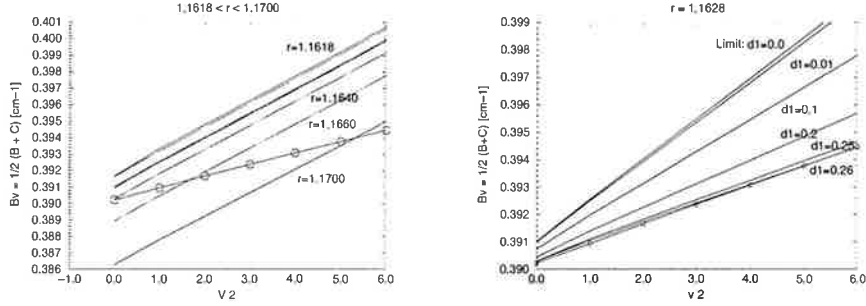 1,1618 < r < 1.1700
Bv = 1/2 (B + C) [cm−1]
0.401
0.400
0.399
0.398
0.397
0.396
0.395
0.394
0.393
0.392
0.391
0.390
0.389
0.388
0.387
0.386
r=1.1618
r=1.1640
r=1.1660
r=1.1700
−1.0
0.0
1.0
2.0
3.0
4.0
5.0
6.0
V 2
r = 1,1628
Bv = 1/2 (B+C) [cm−1]
0.399
0.398
0.397
0.396
0.395
0.394
0.393
0.392
0.391
0.390
Limit: d1=0.0
d1=0.01
d1=0,1
d1=0.2
d1=0.25
d1=0.26
0.0
1.0
2.0
3.0
4.0
5.0
6.0
v 2